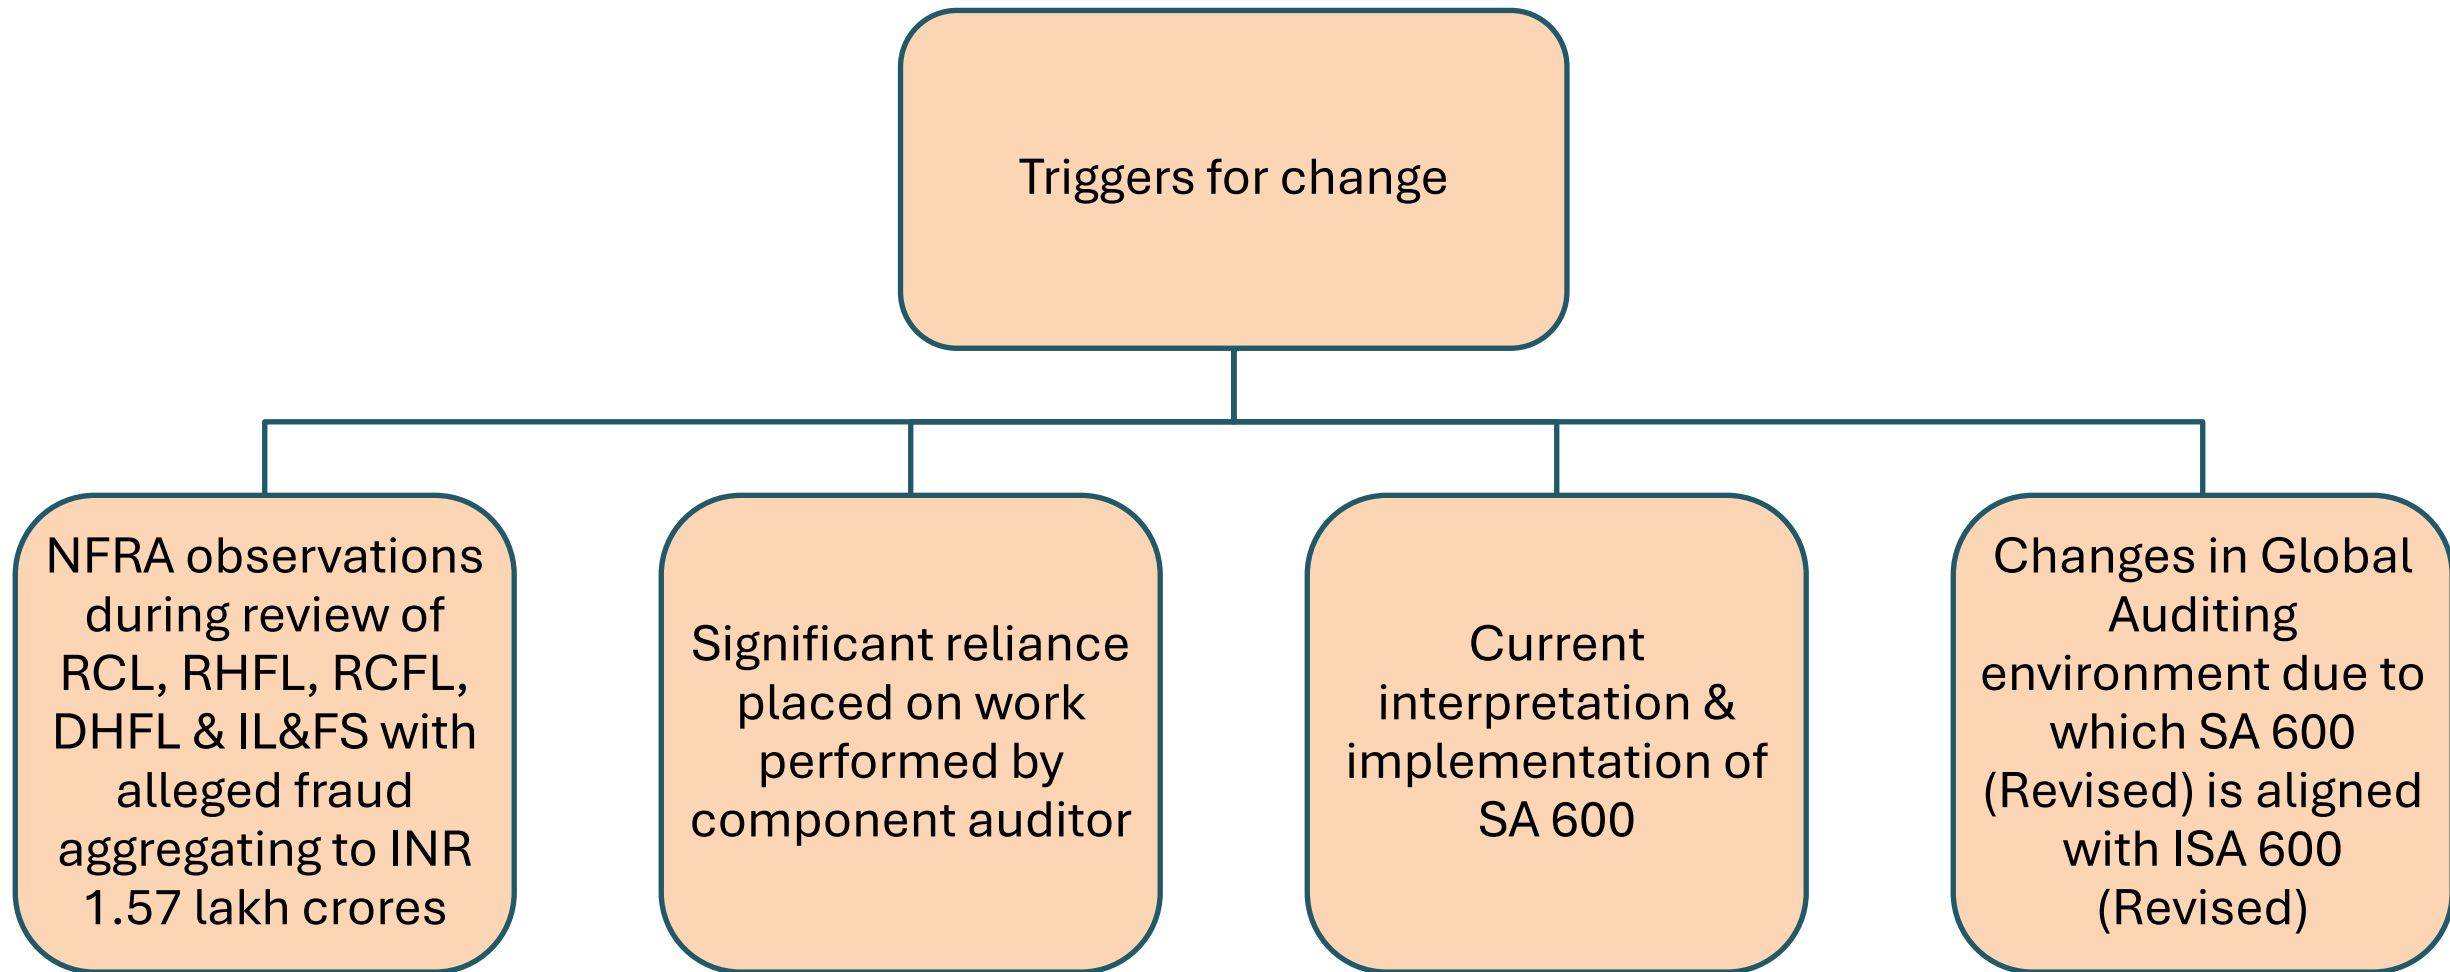 Triggers for change
NFRA observations
during review of
RCL, RHFL, RCFL,
DHFL & IL&FS with
alleged fraud
aggregating to INR
1.57 lakh crores
Significant reliance
placed on work
performed by
component auditor
Current
interpretation &
implementation of
SA 600
Changes in Global
Auditing
environment due to
which SA 600
(Revised) is aligned
with ISA 600
(Revised)